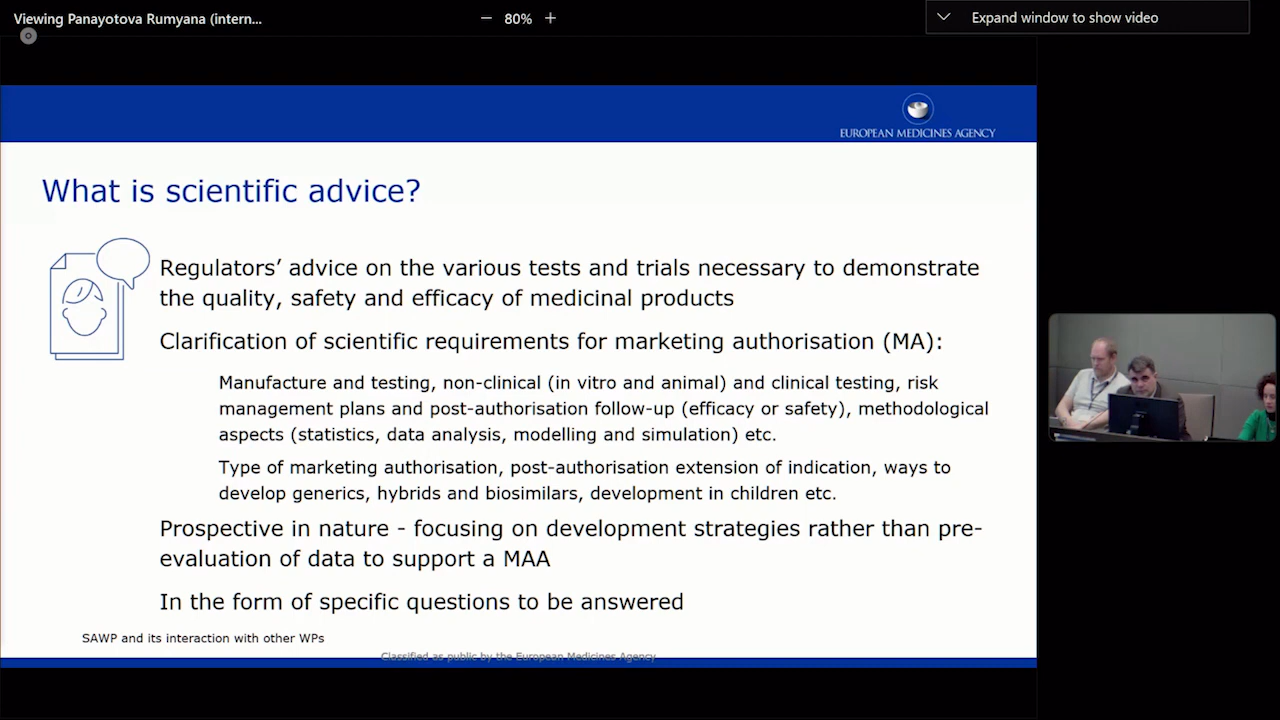 Viewing Panayotova Rumyana (intern...
80%
Expand window to show video
EUROPEAN MEDICINES AGENCY
What is scientific advice?
Regulators’ advice on the various tests and trials necessary to demonstrate
the quality, safety and efficacy of medicinal products
Clarification of scientific requirements for marketing authorisation (MA):
Manufacture and testing, non-clinical (in vitro and animal) and clinical testing, risk
management plans and post-authorisation follow-up (efficacy or safety), methodological
aspects (statistics, data analysis, modelling and simulation) etc.
Type of marketing authorisation, post-authorisation extension of indication, ways to
develop generics, hybrids and biosimilars, development in children etc.
Prospective in nature - focusing on development strategies rather than pre-
evaluation of data to support a MAA
In the form of specific questions to be answered
SAWP and its interaction with other WPs
Classified as public by the European Medicines Agency